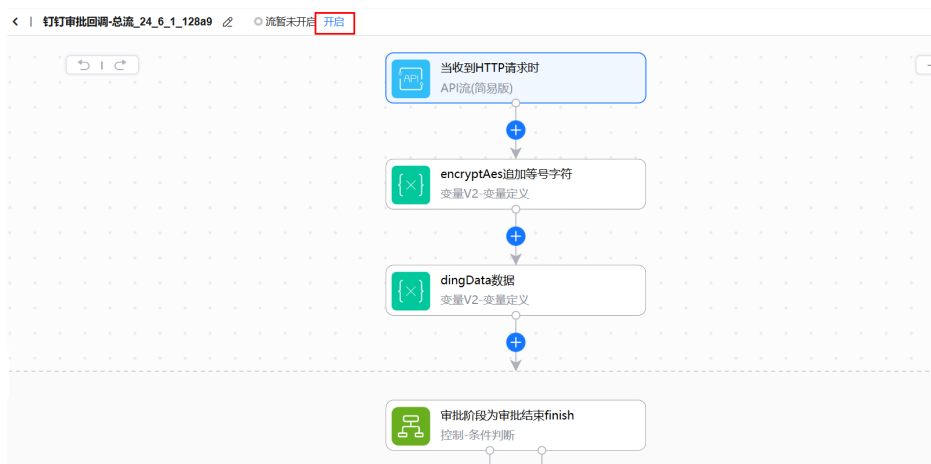 钉钉审批回调-总流_24_6_1_128a9 流暂未开启 开启
当收到HTTP请求时
API
API流(简易版)
encryptAes追加等号字符
变量V2-变量定义
dingData数据
变量V2-变量定义
审批阶段为审批结束finish
控制-条件判断